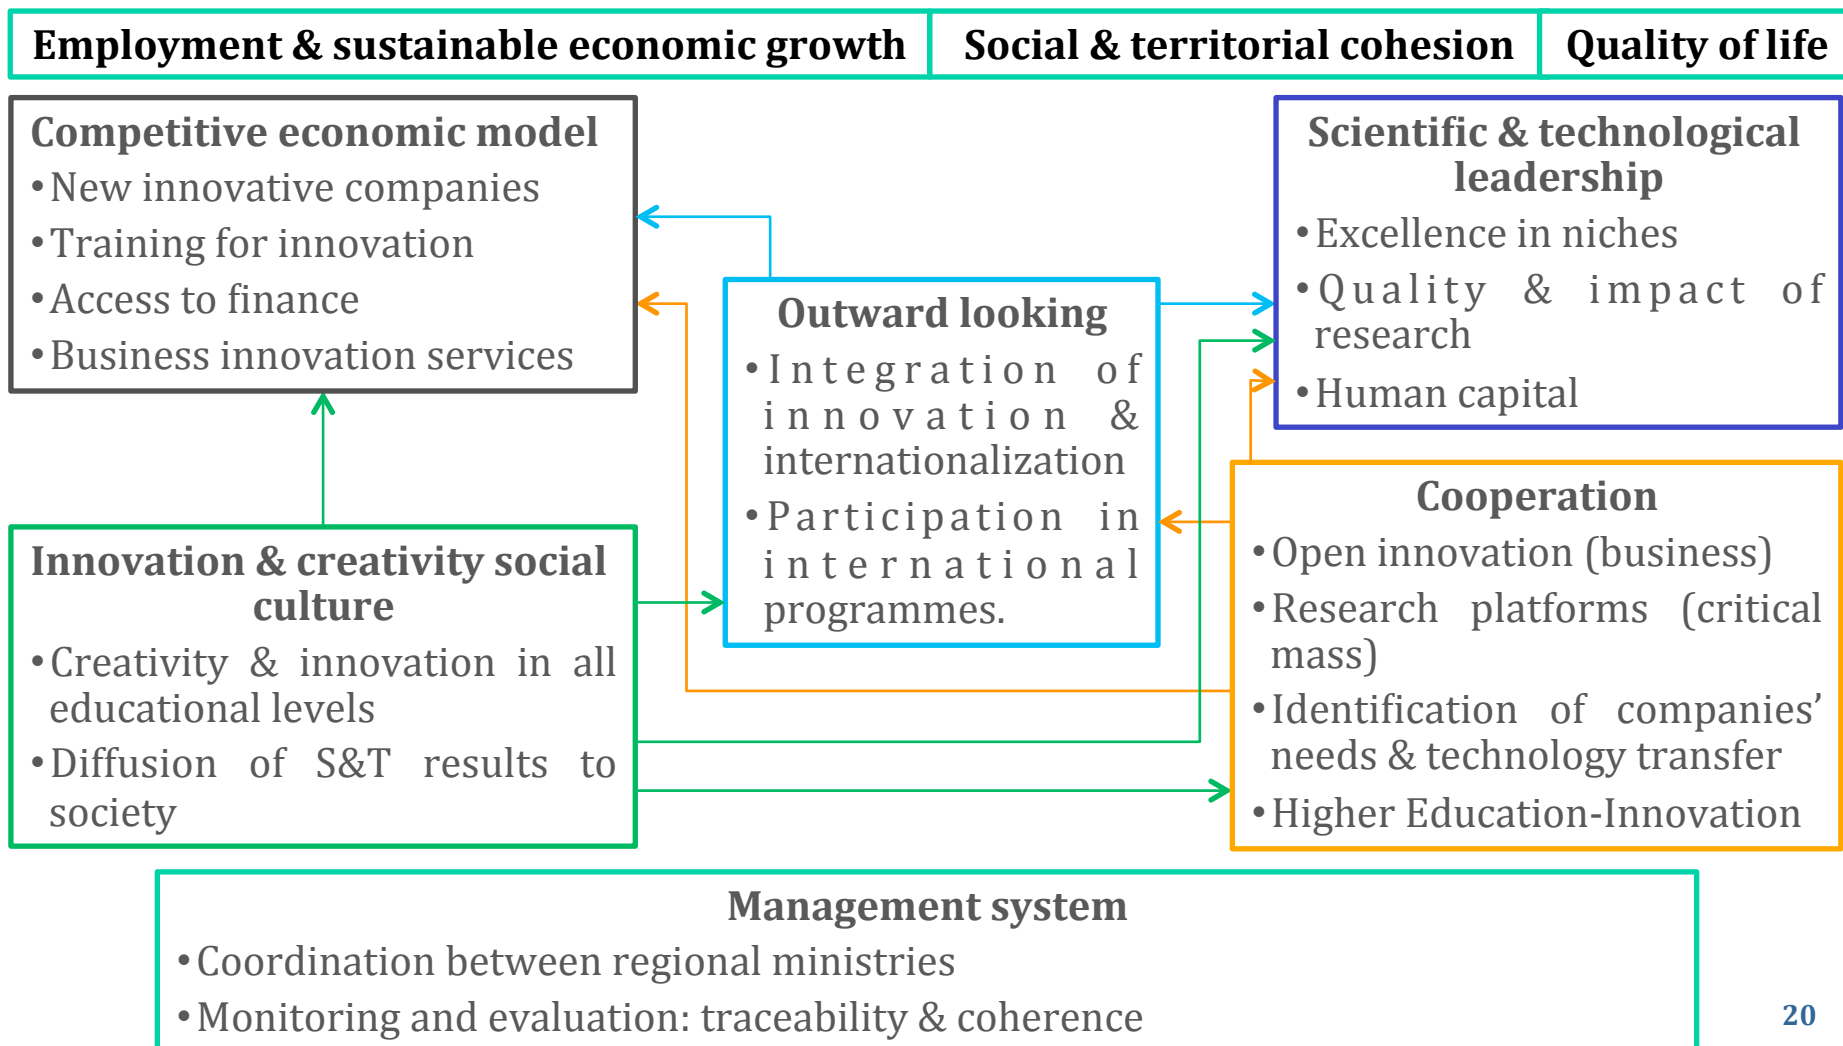 Employment & sustainable economic growth
Social & territorial cohesion
Quality of life
Competitive economic model
•New innovative companies
•Training for innovation
•Access to finance
•Business innovation services
Scientific & technological
leadership
•Excellence in niches
•Quality & impact of
research
•Human capital
Outward looking
•Integration of
innovation &
internationalization
•Participation in
international
programmes.
Innovation & creativity social
culture
•Creativity & innovation in all
educational levels
•Diffusion of S&T results to
society
Cooperation
•Open innovation (business)
•Research platforms (critical
mass)
•Identification of companies’
needs & technology transfer
•Higher Education-Innovation
Management system
•Coordination between regional ministries
•Monitoring and evaluation: traceability & coherence
20